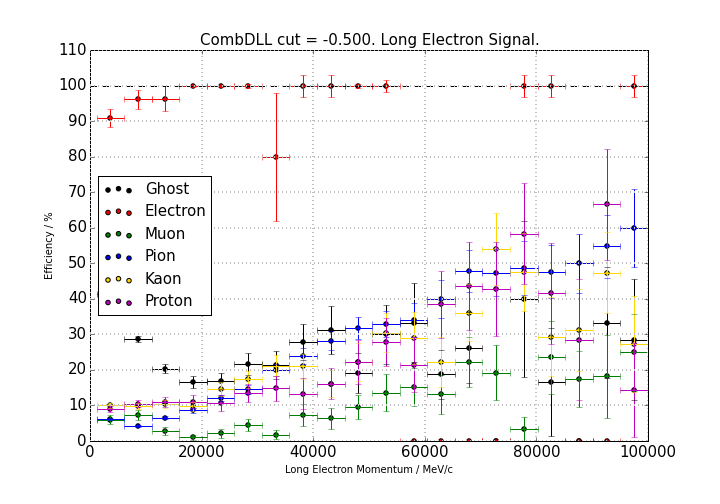 CombDLL cut = -0.500. Long Electron Signal.
110
100
90
80
70
60
50
40
30
20
10
0
Efficiency / %
Ghost
Electron
Muon
Pion
Kaon
Proton
0 20000 40000 60000 80000 100000
Long Electron Momentum / MeV/c